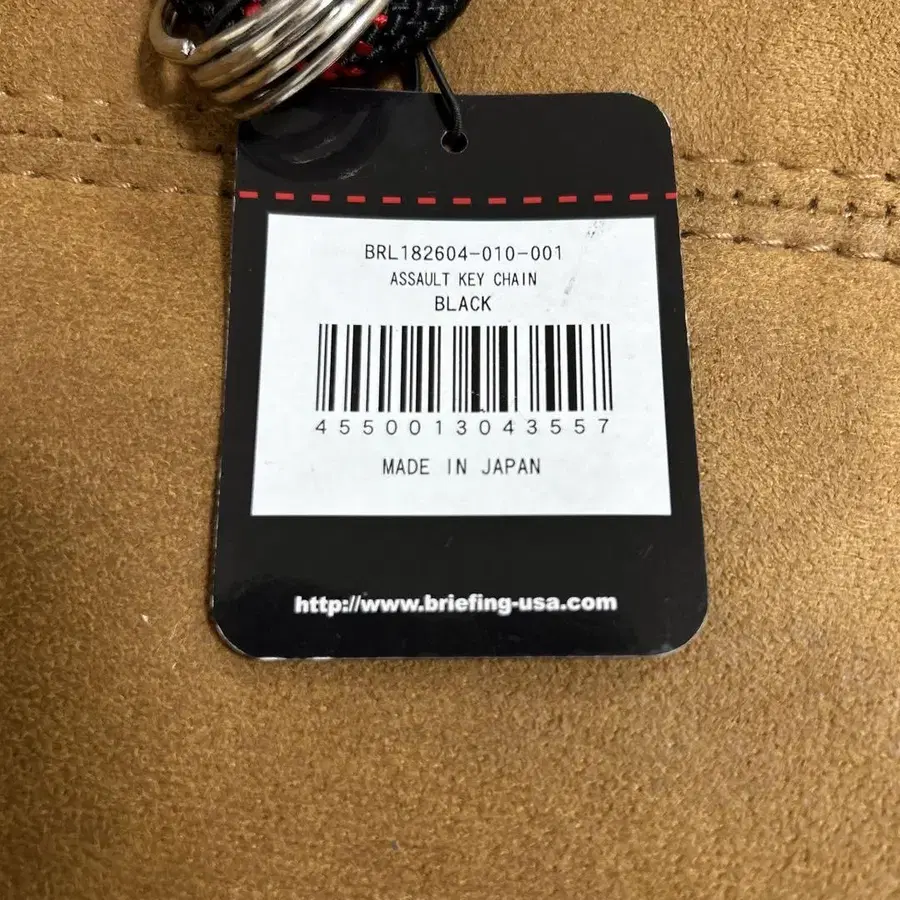 BRL182604-010-001
ASSAULT KEY CHAIN
BLACK
4550013043557
MADE IN JAPAN
http://www.briefing-usa.com